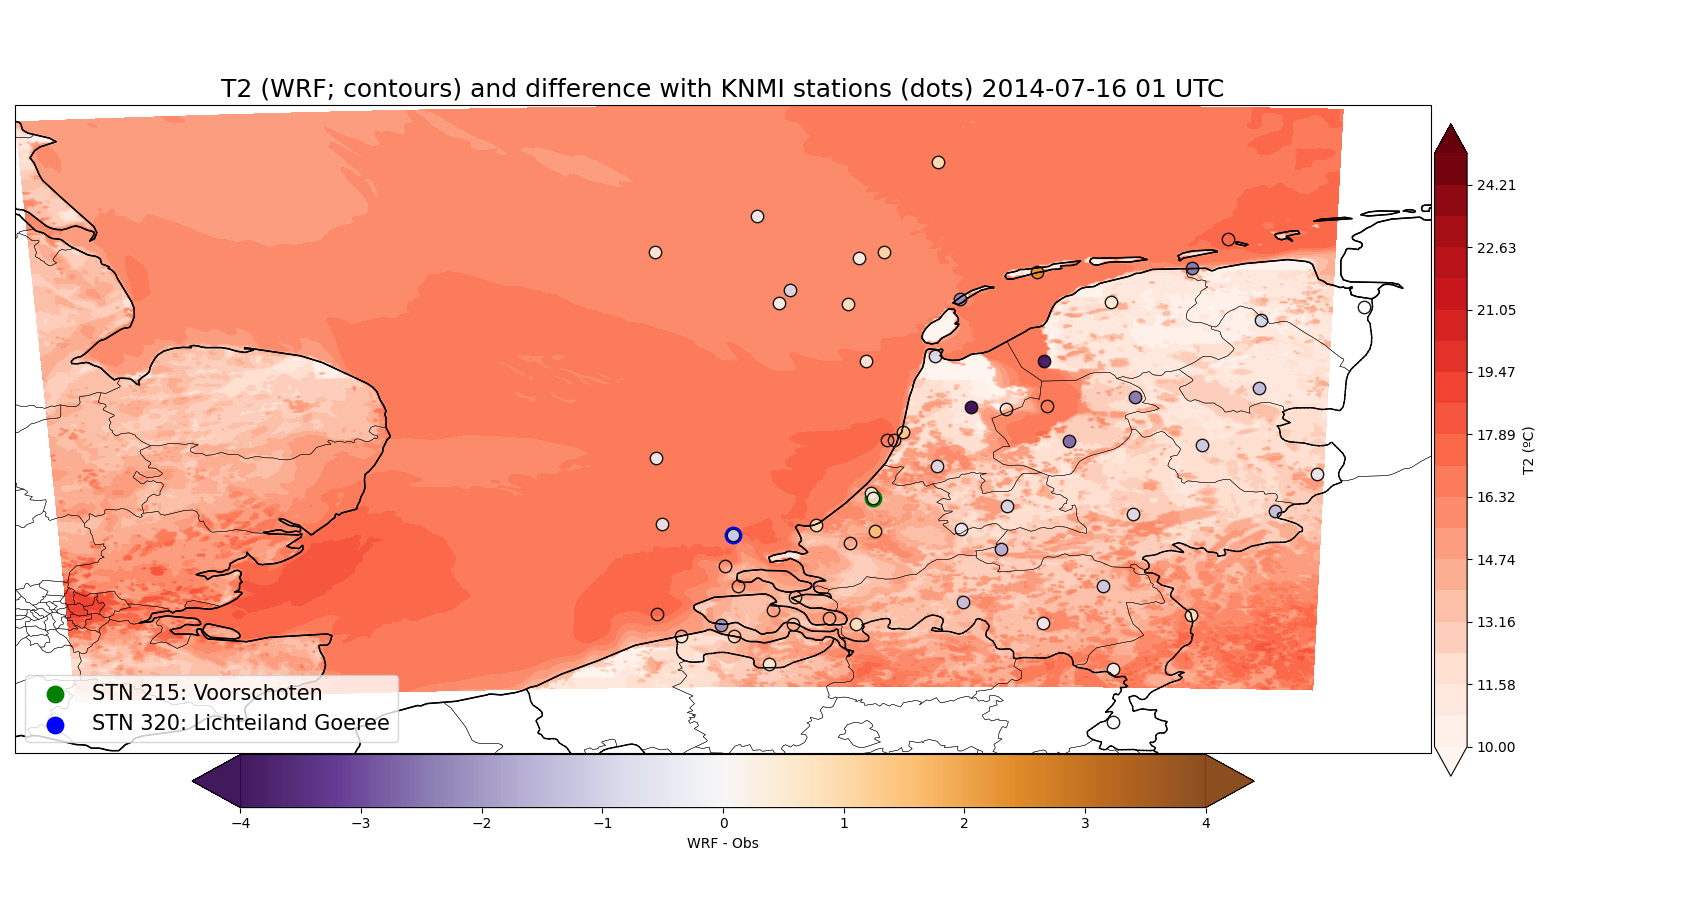 T2 (WRF; contours) and difference with KNMI stations (dots) 2014-07-16 01 UTC
24.21
22.63
21.05
19.47
17.89
16.32
14.74
13.16
11.58
10.00
T2 (ºC)
STN 215: Voorschoten
STN 320: Lichteiland Goeree
−4 −3 −2 −1 0 1 2 3 4
WRF - Obs